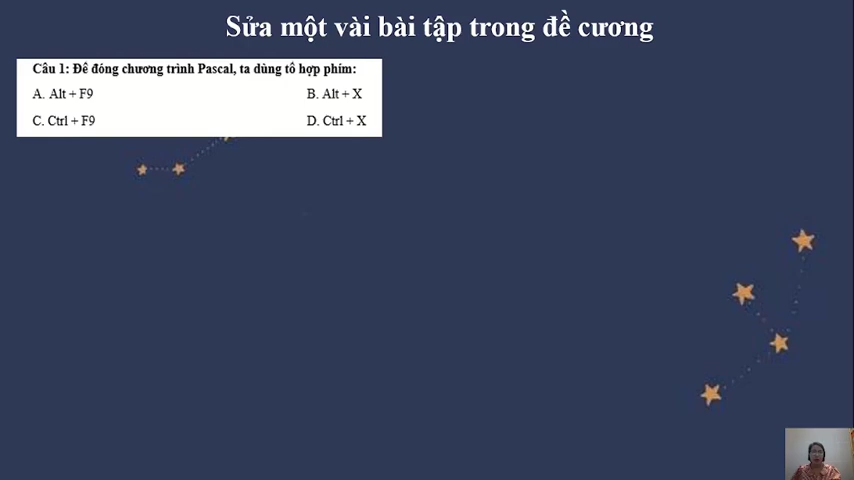 Sửa một vài bài tập trong đề cương
Câu 1: Để đóng chương trình Pascal, ta dùng tổ hợp phím:
A. Alt + F9
B. Alt + X
C. Ctrl + F9
D. Ctrl + X